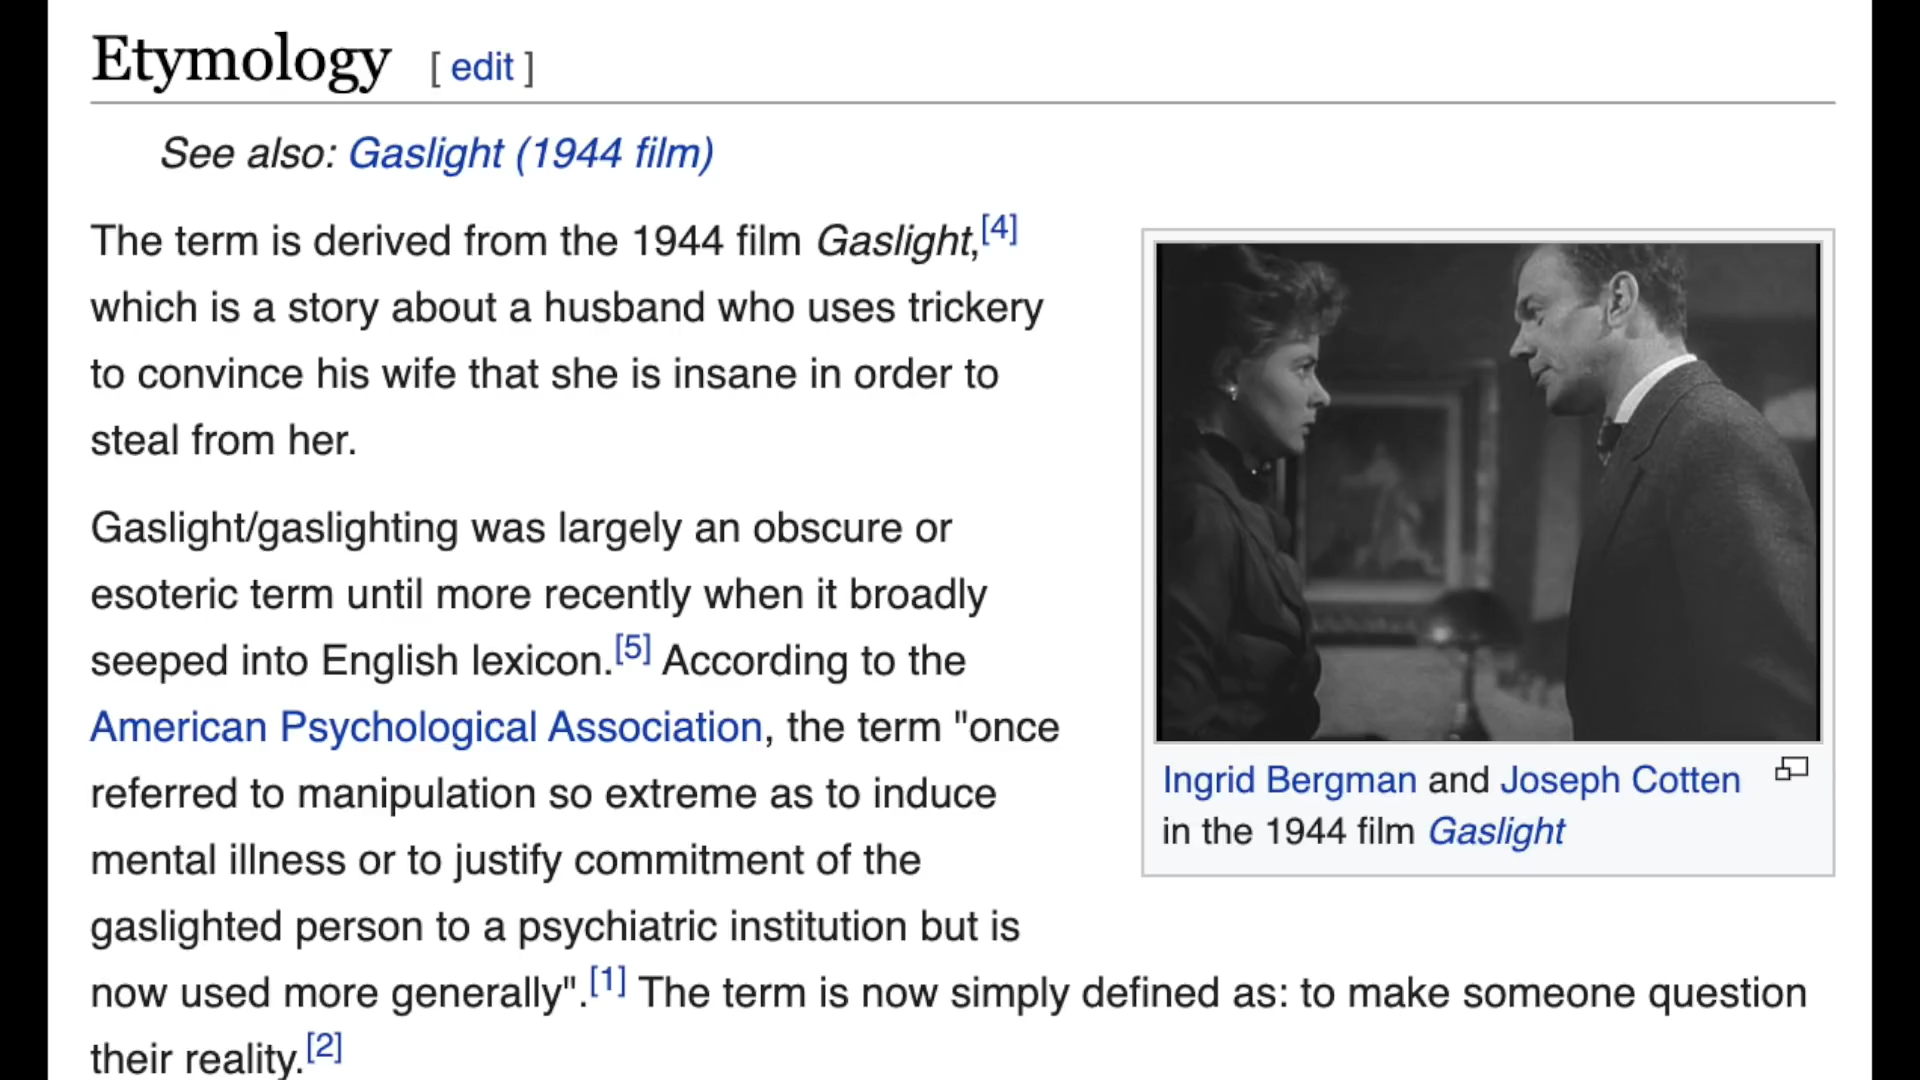 Etymology [ edit ]
See also: Gaslight (1944 film)
The term is derived from the 1944 film Gaslight,[4]
which is a story about a husband who uses trickery
to convince his wife that she is insane in order to
steal from her.
Gaslight/gaslighting was largely an obscure or
esoteric term until more recently when it broadly
seeped into English lexicon.[5] According to the
American Psychological Association, the term "once
referred to manipulation so extreme as to induce
mental illness or to justify commitment of the
gaslighted person to a psychiatric institution but is
now used more generally".[1] The term is now simply defined as: to make someone question
their reality.[2]
Ingrid Bergman and Joseph Cotten
in the 1944 film Gaslight